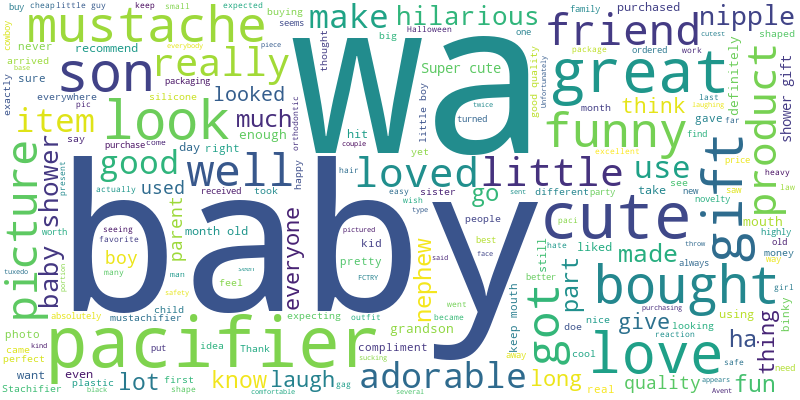 buy cheap little guy keep small expected buying make hilarious family purchased friend nipple
mustache seems big one Halloween thought
cowboy never recommend son really Super cute wa good quality Unfortunately everybody package ordered work cutest shaped
arrived packaging looked great
exactly sure everywhere silicone little boy turned twice piece definitely product shower gift
item pic look much orthodontic hit yet funny think month gave last far laughing
say purchase come enough couple excellent find price heavy
picture baby shower good day right well happy hair loved little use see saw law
present actually used received took easy sent different party take new novelty
worth seeing favorite parent month old everyone wish sister go cute paci mouth gift
tuxedo many boy man baby type people still liked made highly old money
portion safety child feel seen pictured kid pretty nephew best face hate part always throw way girl
absolutely mustachifier FCTRY said bought better using binky
photo pacifier expecting outfit became went keep mouth got nice looking
came kind put idea Thank compliment grandson doe give reaction ha thing
perfect want even lot first know laugh sucking adorable away long cool love safe need
Stachifier plastic black shape gag comfortable several real quality Avent appears fun purchasing
base